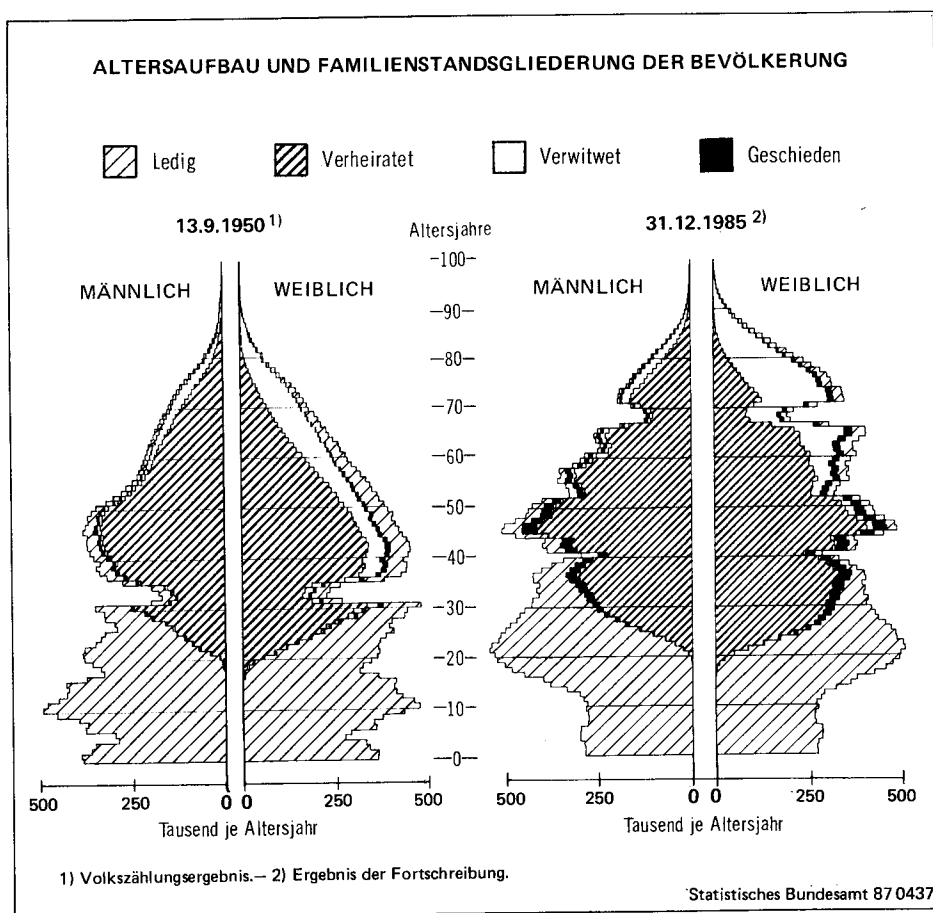 ALTERSAUFBAU UND FAMILIENSTANDSGLIEDERUNG DER BEVÖLKERUNG
Ledig
Verheiratet
Verwitwet
Geschieden
13.9.1950 1)
Altersjahre
31.12.1985 2)
MÄNNLICH
WEIBLICH
MÄNNLICH
WEIBLICH
–100–
–90–
–80–
–70–
–60–
–50–
–40–
–30–
–20–
–10–
–0–
500 250 0 0 250 500
Tausend je Altersjahr
500 250 0 0 250 500
Tausend je Altersjahr
1) Volkszählungsergebnis.– 2) Ergebnis der Fortschreibung.
Statistisches Bundesamt 87 0437